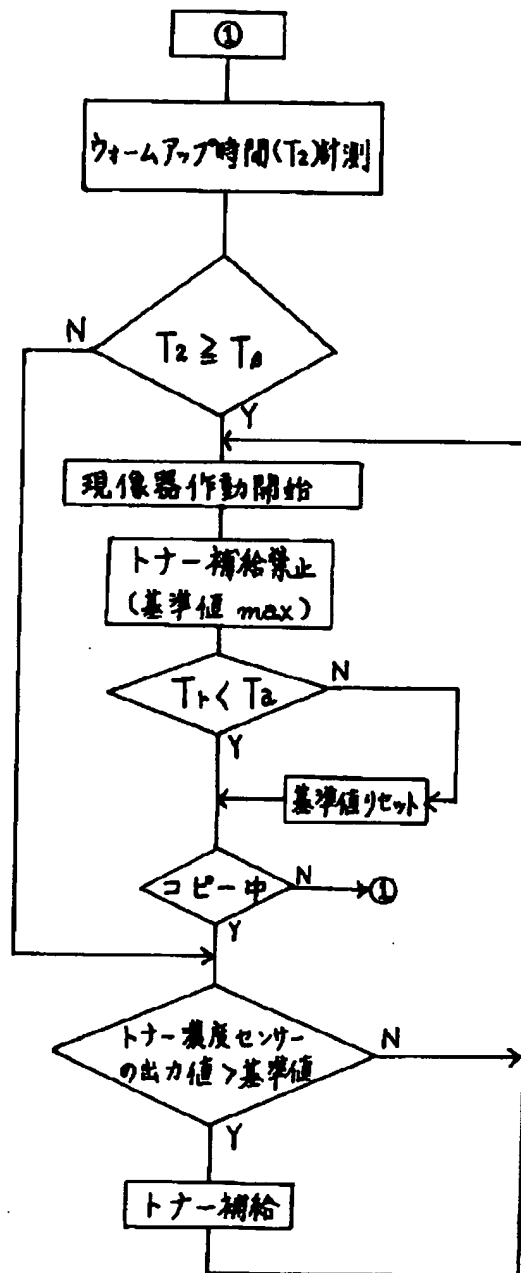 ①
ウォームアップ時間(T2)計測
N
T2 ≧ Tβ
Y
現像器作動開始
トナー補給禁止
(基準値 max)
Tt < Ta
N
Y
基準値リセット
コピー中
N
①
Y
トナー濃度センサー
の出力値>基準値
N
Y
トナー補給